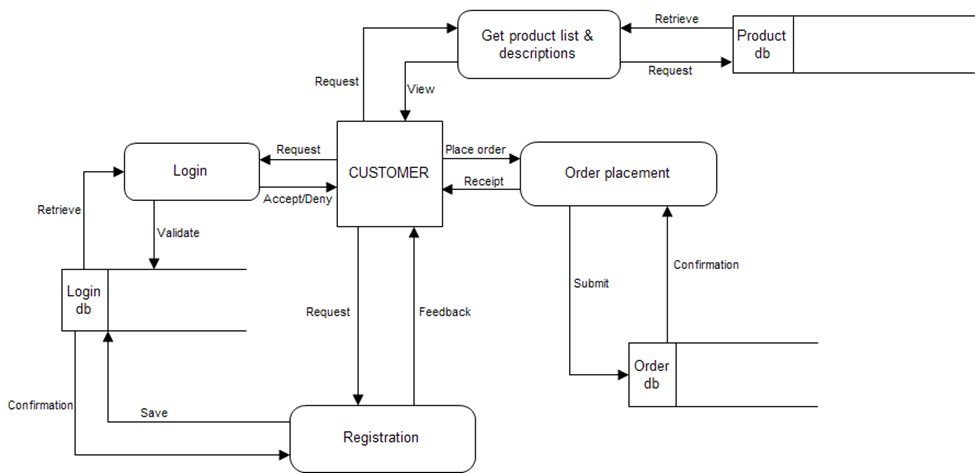 Get product list &
descriptions
Retrieve
Product
db
Request
Request
View
Login
Request
CUSTOMER
Place order
Order placement
Accept/Deny
Receipt
Retrieve
Validate
Login
db
Request
Feedback
Submit
Confirmation
Order
db
Confirmation
Save
Registration